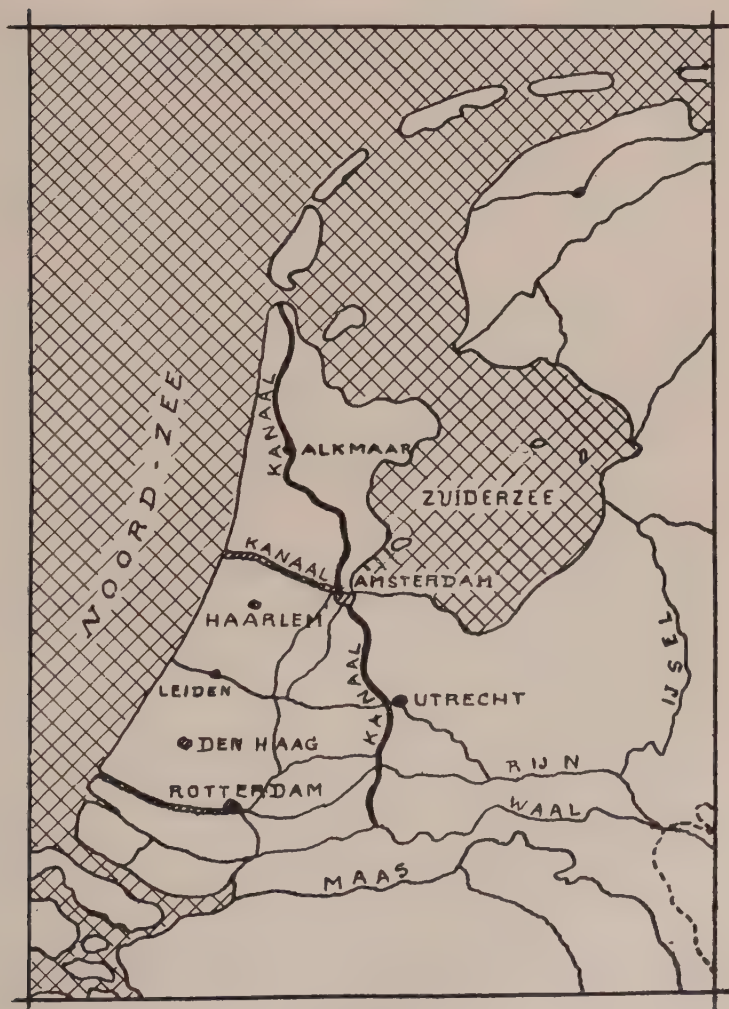 NOORD-ZEE
KANAAL
ALKMAAR
ZUIDERZEE
KANAAL
AMSTERDAM
HAARLEM
IJSEL
KANAAL
LEIDEN
UTRECHT
DEN HAAG
RIJN
ROTTERDAM
WAAL
MAAS